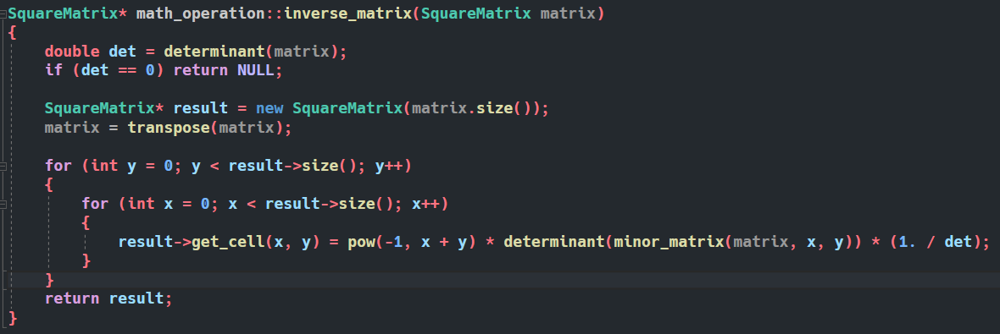 SquareMatrix* math_operation::inverse_matrix(SquareMatrix matrix)
{
    double det = determinant(matrix);
    if (det == 0) return NULL;

    SquareMatrix* result = new SquareMatrix(matrix.size());
    matrix = transpose(matrix);

    for (int y = 0; y < result->size(); y++)
    {
        for (int x = 0; x < result->size(); x++)
        {
            result->get_cell(x, y) = pow(-1, x + y) * determinant(minor_matrix(matrix, x, y)) * (1. / det);
        }
    }
    return result;
}